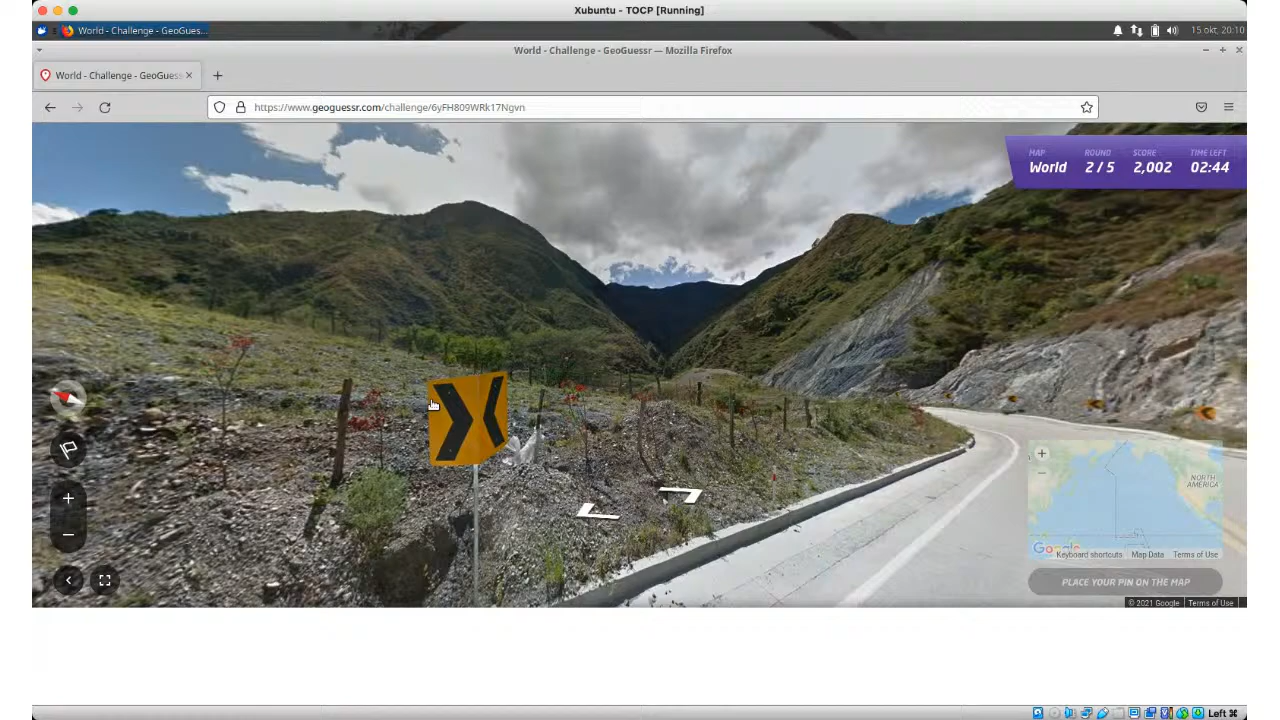 Xubuntu - TOCP [Running]
World - Challenge - GeoGues...
15 okt, 20:10
World - Challenge - GeoGuessr — Mozilla Firefox
World - Challenge - GeoGuess
https://www.geoguessr.com/challenge/6yFH809WRk17Ngvn
MAP ROUND SCORE TIME LEFT
World 2 / 5 2,002 02:44
NORTH
AMERICA
Google
Keyboard shortcuts Map Data Terms of Use
PLACE YOUR PIN ON THE MAP
© 2021 Google Terms of Use
Left ⌘